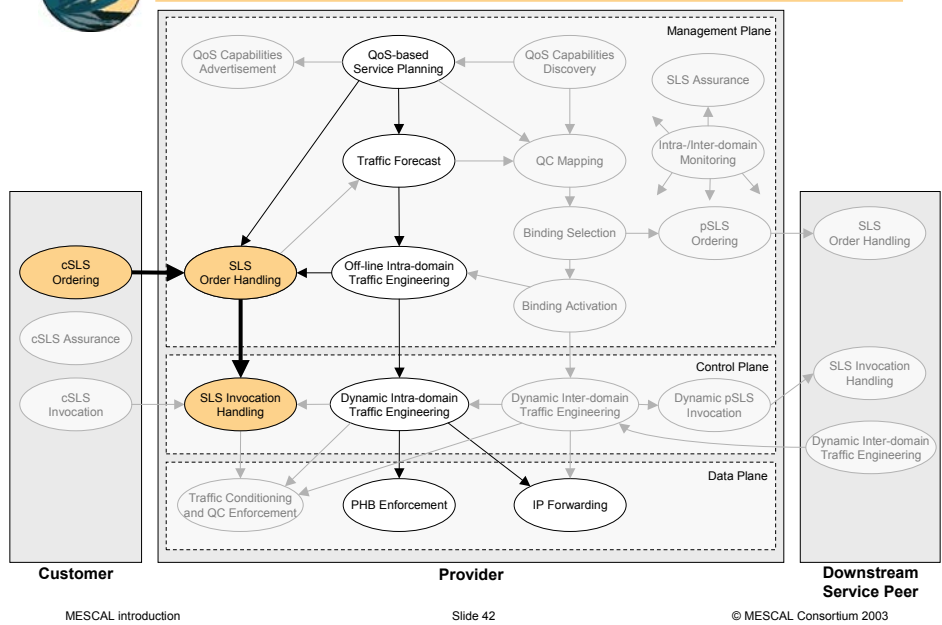 Management Plane
QoS Capabilities
Advertisement
QoS-based
Service Planning
QoS Capabilities
Discovery
SLS Assurance
Traffic Forecast
QC Mapping
Intra-/Inter-domain
Monitoring
Binding Selection
pSLS
Ordering
SLS
Order Handling
cSLS
Ordering
SLS
Order Handling
Off-line Intra-domain
Traffic Engineering
Binding Activation
cSLS Assurance
Control Plane
cSLS
Invocation
SLS Invocation
Handling
Dynamic Intra-domain
Traffic Engineering
Dynamic Inter-domain
Traffic Engineering
Dynamic pSLS
Invocation
SLS Invocation
Handling
Dynamic Inter-domain
Traffic Engineering
Data Plane
Traffic Conditioning
and QC Enforcement
PHB Enforcement
IP Forwarding
Customer
Provider
Downstream
Service Peer
MESCAL introduction
Slide 42
© MESCAL Consortium 2003